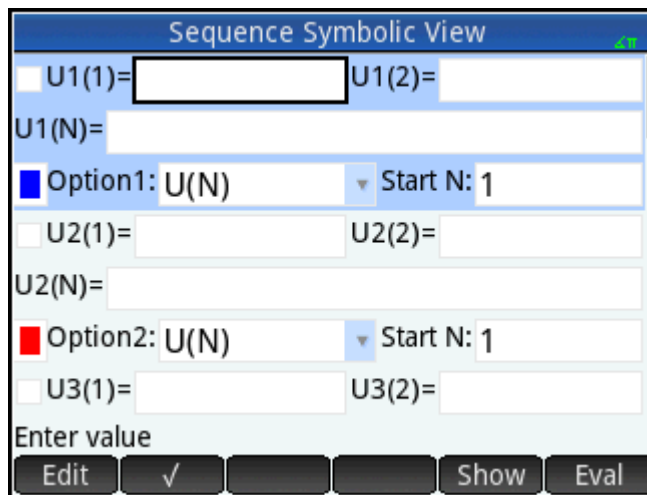 Sequence Symbolic View
∡π
U1(1)= U1(2)=
U1(N)=
Option1: U(N) Start N: 1
U2(1)= U2(2)=
U2(N)=
Option2: U(N) Start N: 1
U3(1)= U3(2)=
Enter value
Edit √ Show Eval